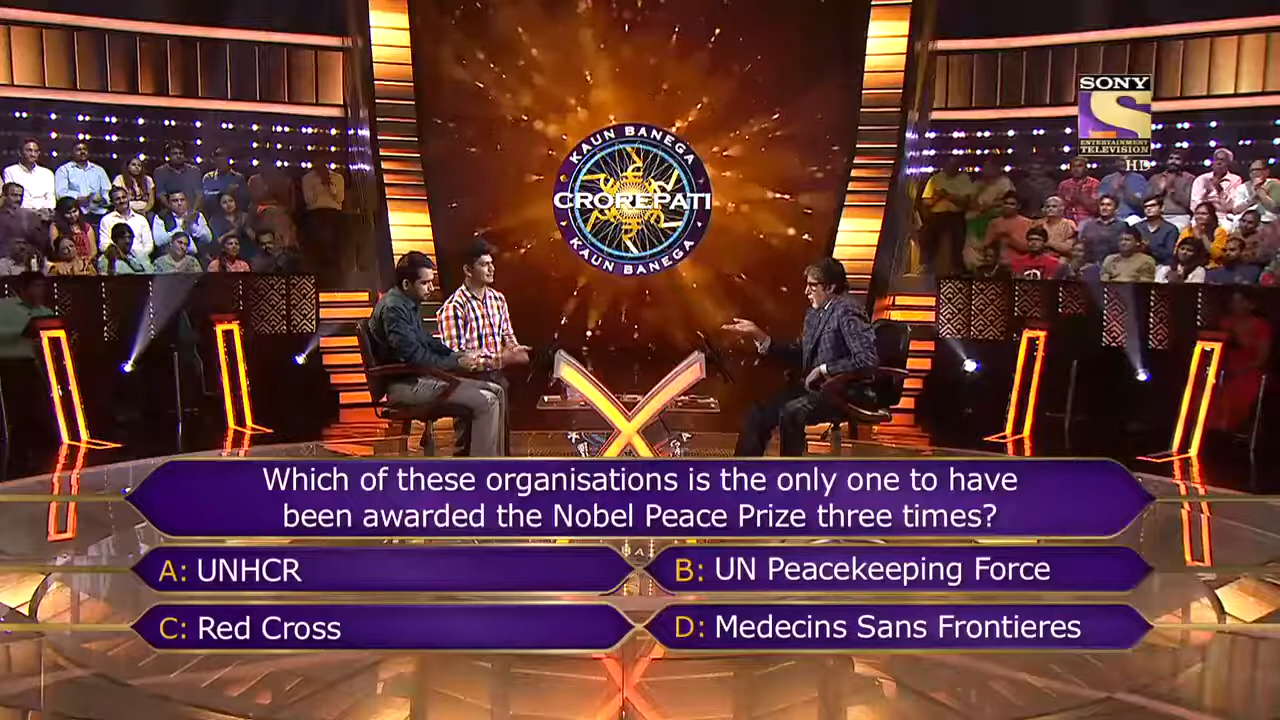 SONY
ENTERTAINMENT
TELEVISION
HD
KAUN BANEGA
CROREPATI
KAUN BANEGA
Which of these organisations is the only one to have
been awarded the Nobel Peace Prize three times?
A: UNHCR
B: UN Peacekeeping Force
C: Red Cross
D: Medecins Sans Frontieres